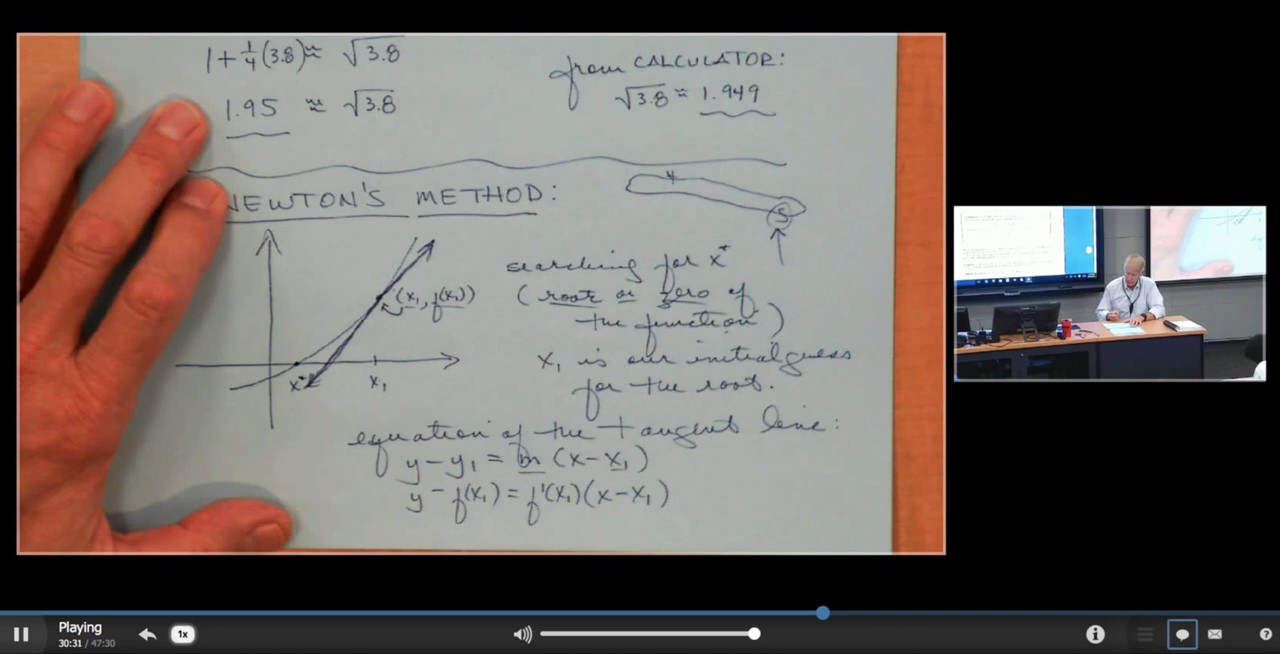 1 + 1/4 (3.8) ≈ √3.8
1.95 ≈ √3.8
from CALCULATOR:
√3.8 ≈ 1.949
NEWTON'S METHOD:
4
5
(x₁, f(x₁))
x*
x₁
searching for x*
(root or zero of
the function)
x₁ is our initial guess
for the root.
equation of the tangent line:
y - y₁ = m (x - x₁)
y - f(x₁) = f'(x₁)(x - x₁)
Playing
30:31 / 47:30
1x